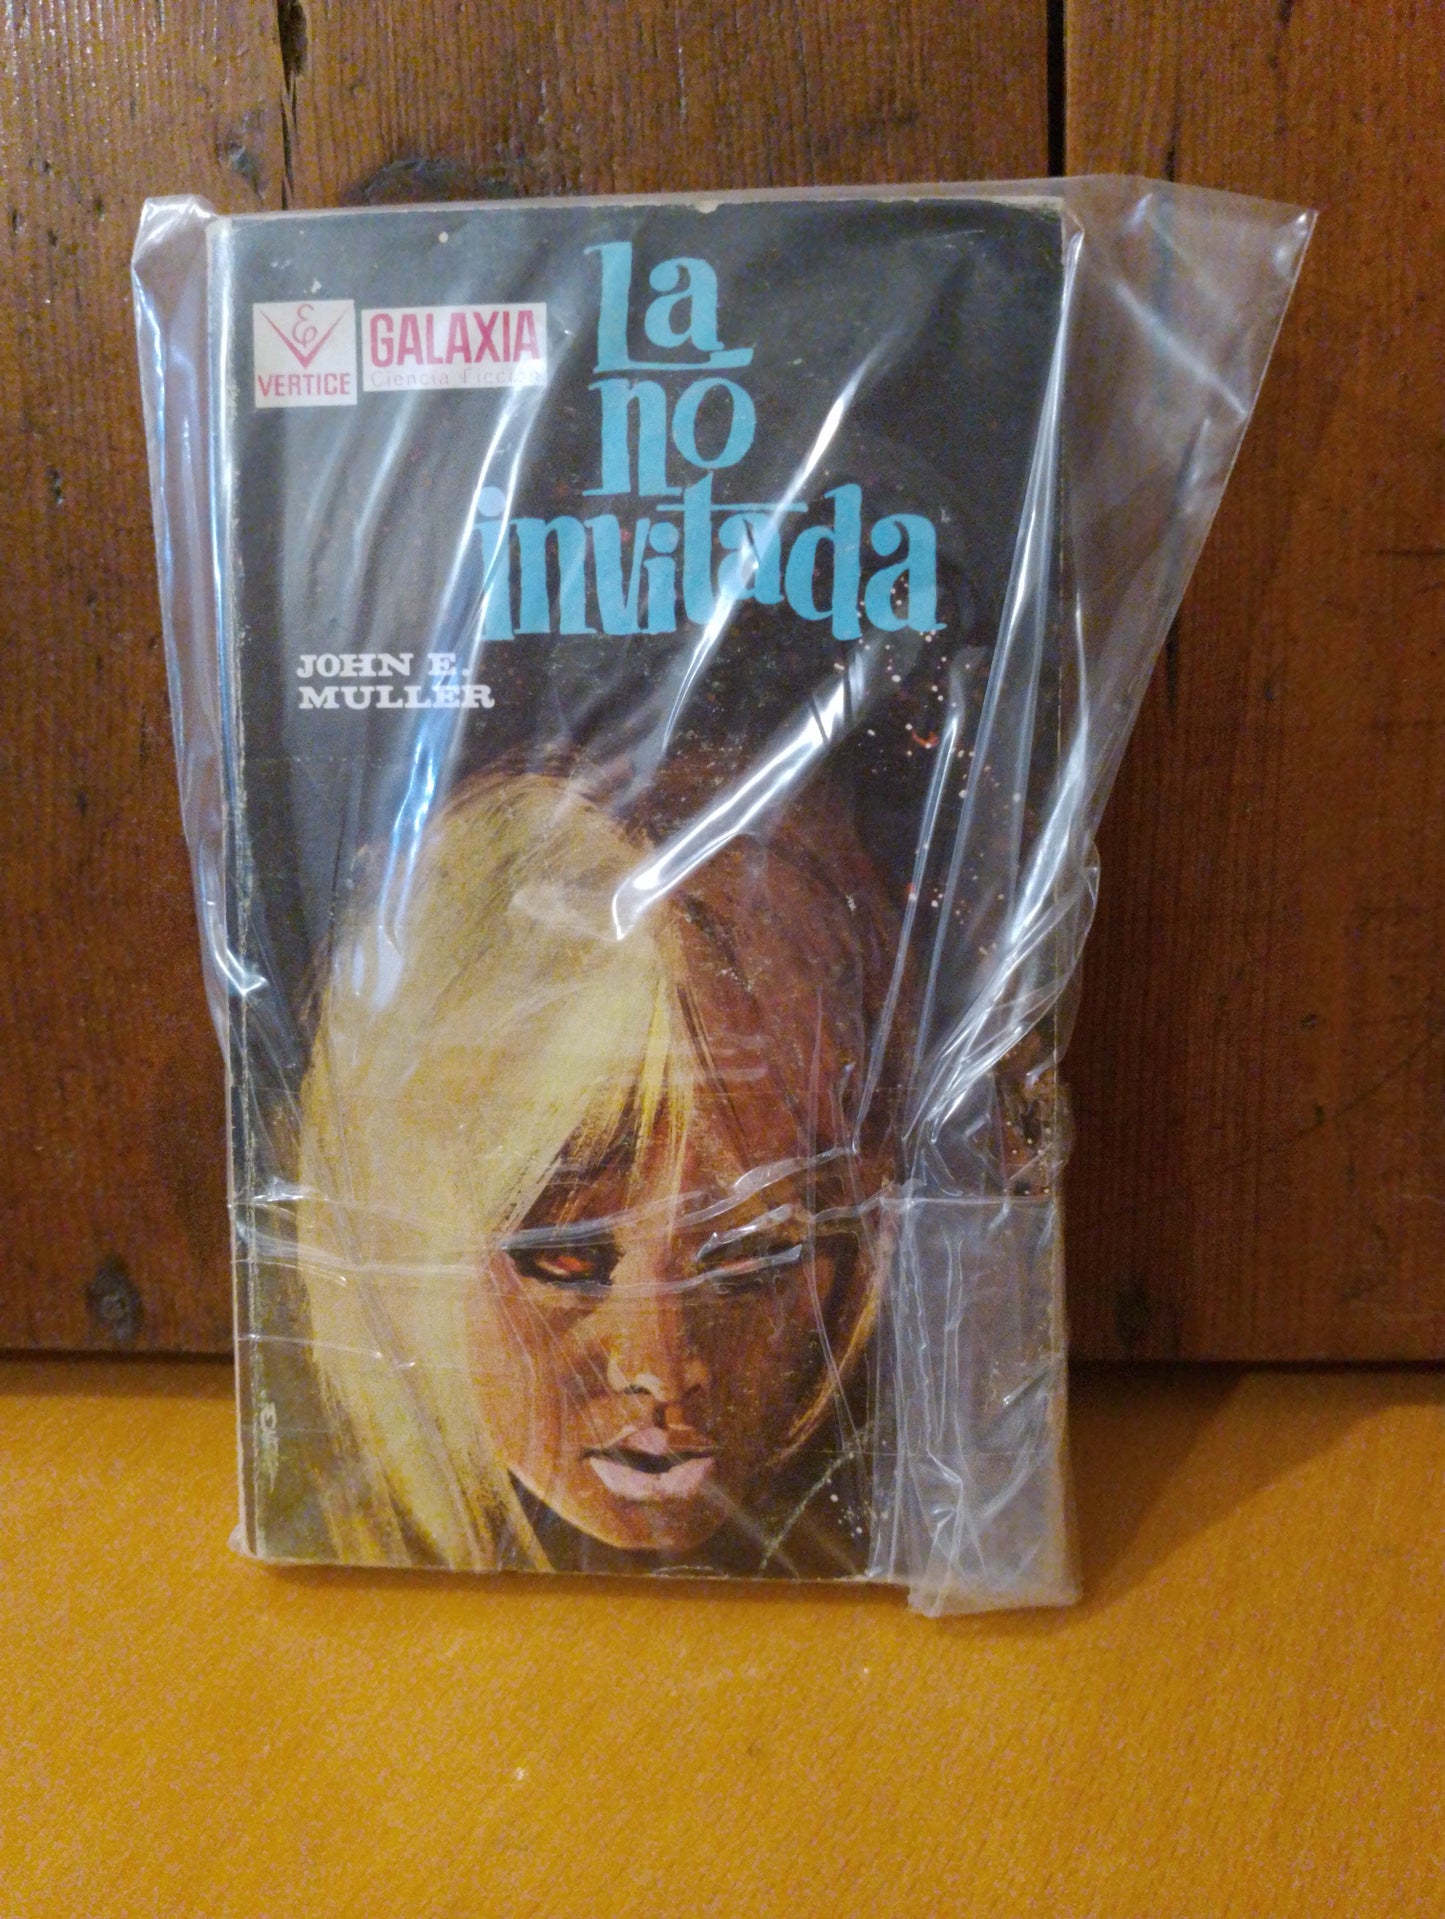 VERTICE
GALAXIA
Ciencia Ficción
La
no
invitada
JOHN E.
MULLER